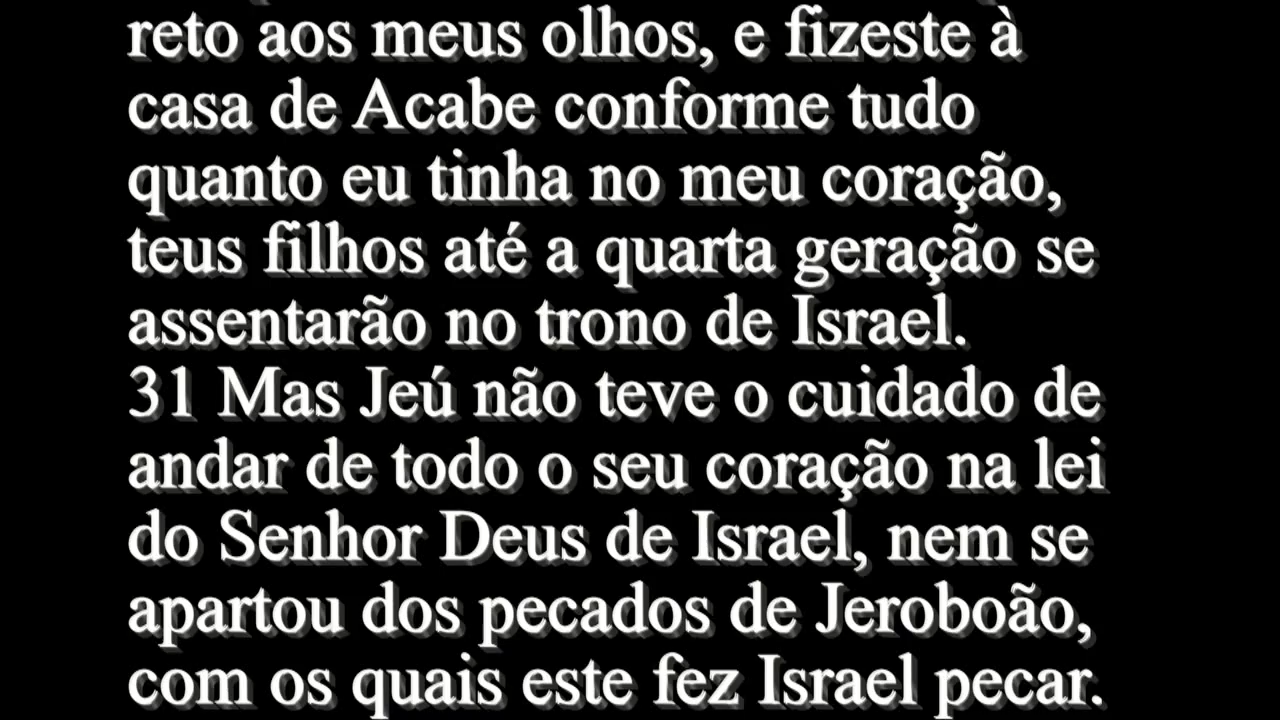 reto aos meus olhos, e fizeste à
casa de Acabe conforme tudo
quanto eu tinha no meu coração,
teus filhos até a quarta geração se
assentarão no trono de Israel.
31 Mas Jeú não teve o cuidado de
andar de todo o seu coração na lei
do Senhor Deus de Israel, nem se
apartou dos pecados de Jeroboão,
com os quais este fez Israel pecar.